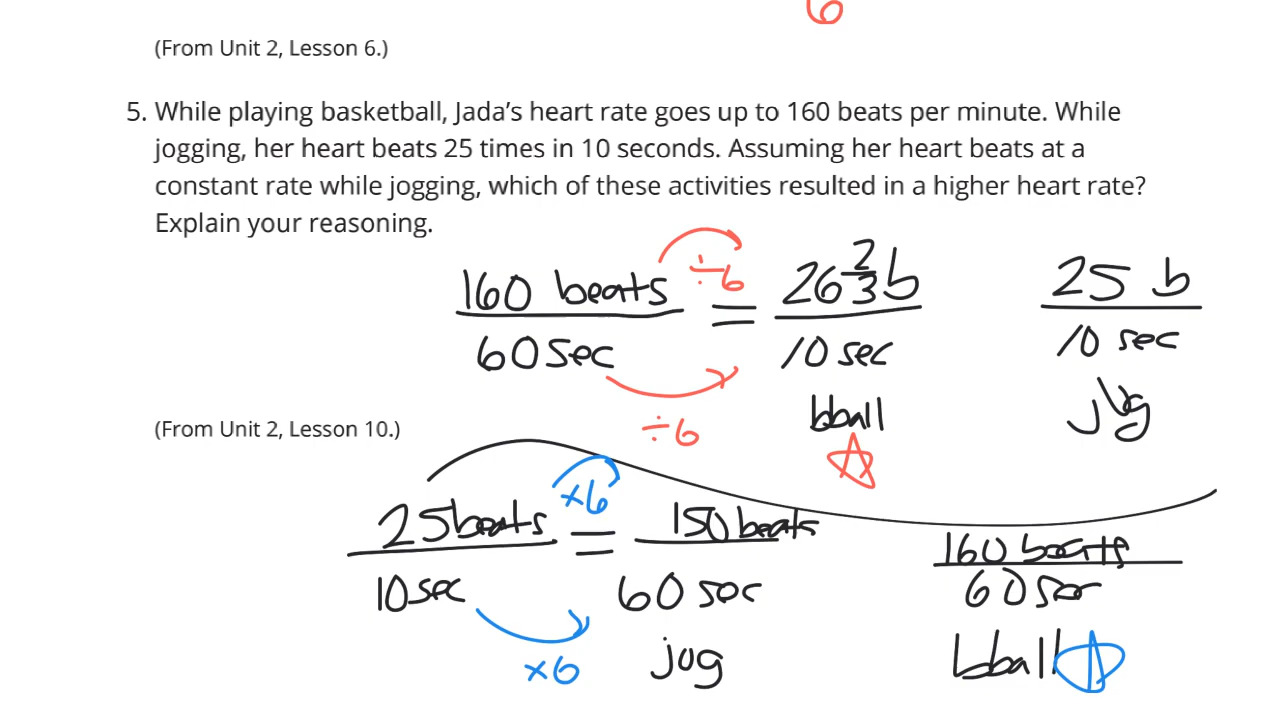 6
(From Unit 2, Lesson 6.)
5. While playing basketball, Jada’s heart rate goes up to 160 beats per minute. While
jogging, her heart beats 25 times in 10 seconds. Assuming her heart beats at a
constant rate while jogging, which of these activities resulted in a higher heart rate?
Explain your reasoning.
160 beats ÷6 26 2/3 b 25 b
=
60 sec 10 sec 10 sec
bball jog
(From Unit 2, Lesson 10.)
÷6
25 beats ×6 150 beats 160 beats
=
10 sec 60 sec 60 sec
×6 jog bball